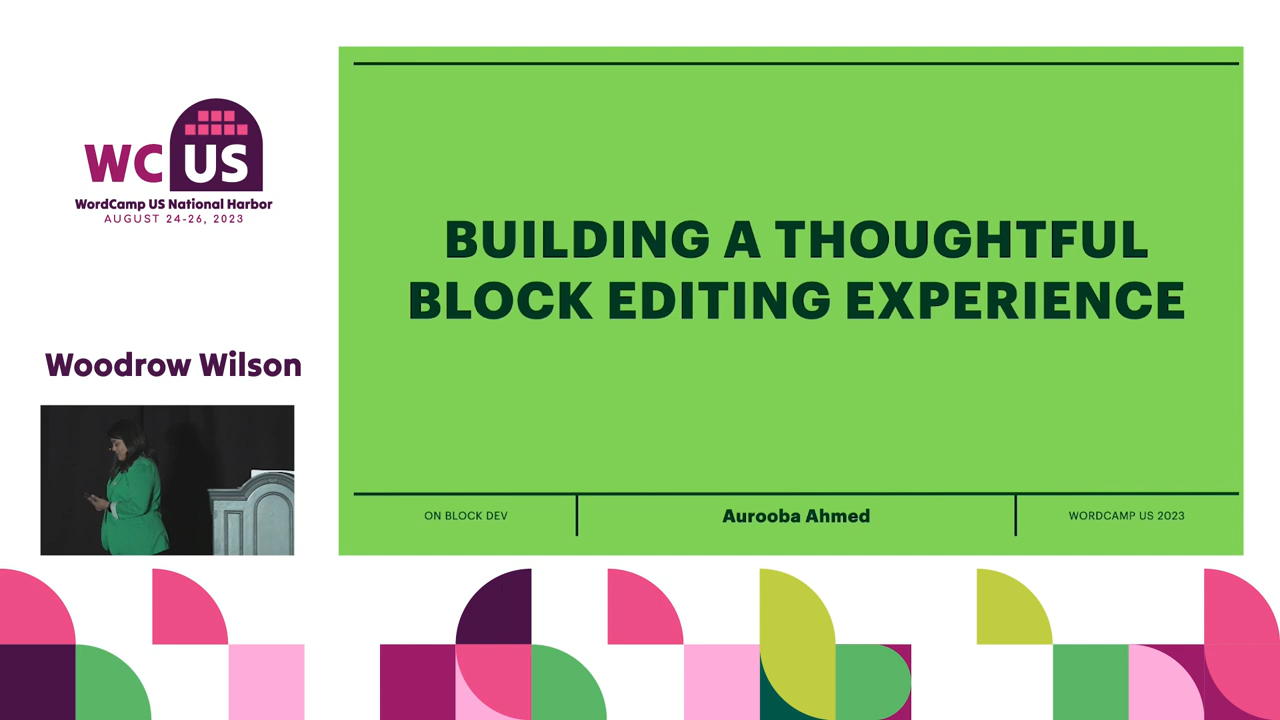 WC US
WordCamp US National Harbor
AUGUST 24-26, 2023
Woodrow Wilson
BUILDING A THOUGHTFUL
BLOCK EDITING EXPERIENCE
ON BLOCK DEV
Aurooba Ahmed
WORDCAMP US 2023